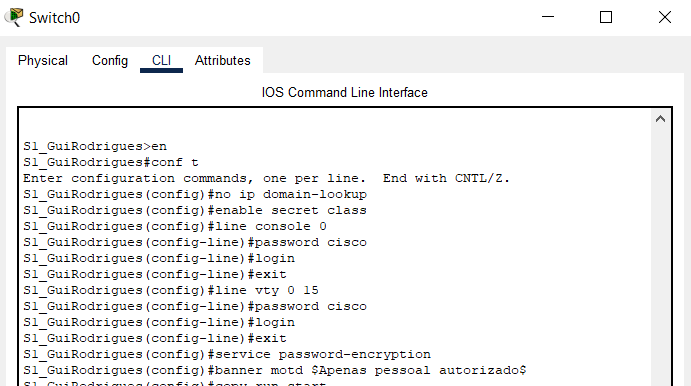 Switch0
Physical Config CLI Attributes
IOS Command Line Interface
S1_GuiRodrigues>en
S1_GuiRodrigues#conf t
Enter configuration commands, one per line.  End with CNTL/Z.
S1_GuiRodrigues(config)#no ip domain-lookup
S1_GuiRodrigues(config)#enable secret class
S1_GuiRodrigues(config)#line console 0
S1_GuiRodrigues(config-line)#password cisco
S1_GuiRodrigues(config-line)#login
S1_GuiRodrigues(config-line)#exit
S1_GuiRodrigues(config)#line vty 0 15
S1_GuiRodrigues(config-line)#password cisco
S1_GuiRodrigues(config-line)#login
S1_GuiRodrigues(config-line)#exit
S1_GuiRodrigues(config)#service password-encryption
S1_GuiRodrigues(config)#banner motd $Apenas pessoal autorizado$
S1_GuiRodrigues(config)#copy run start